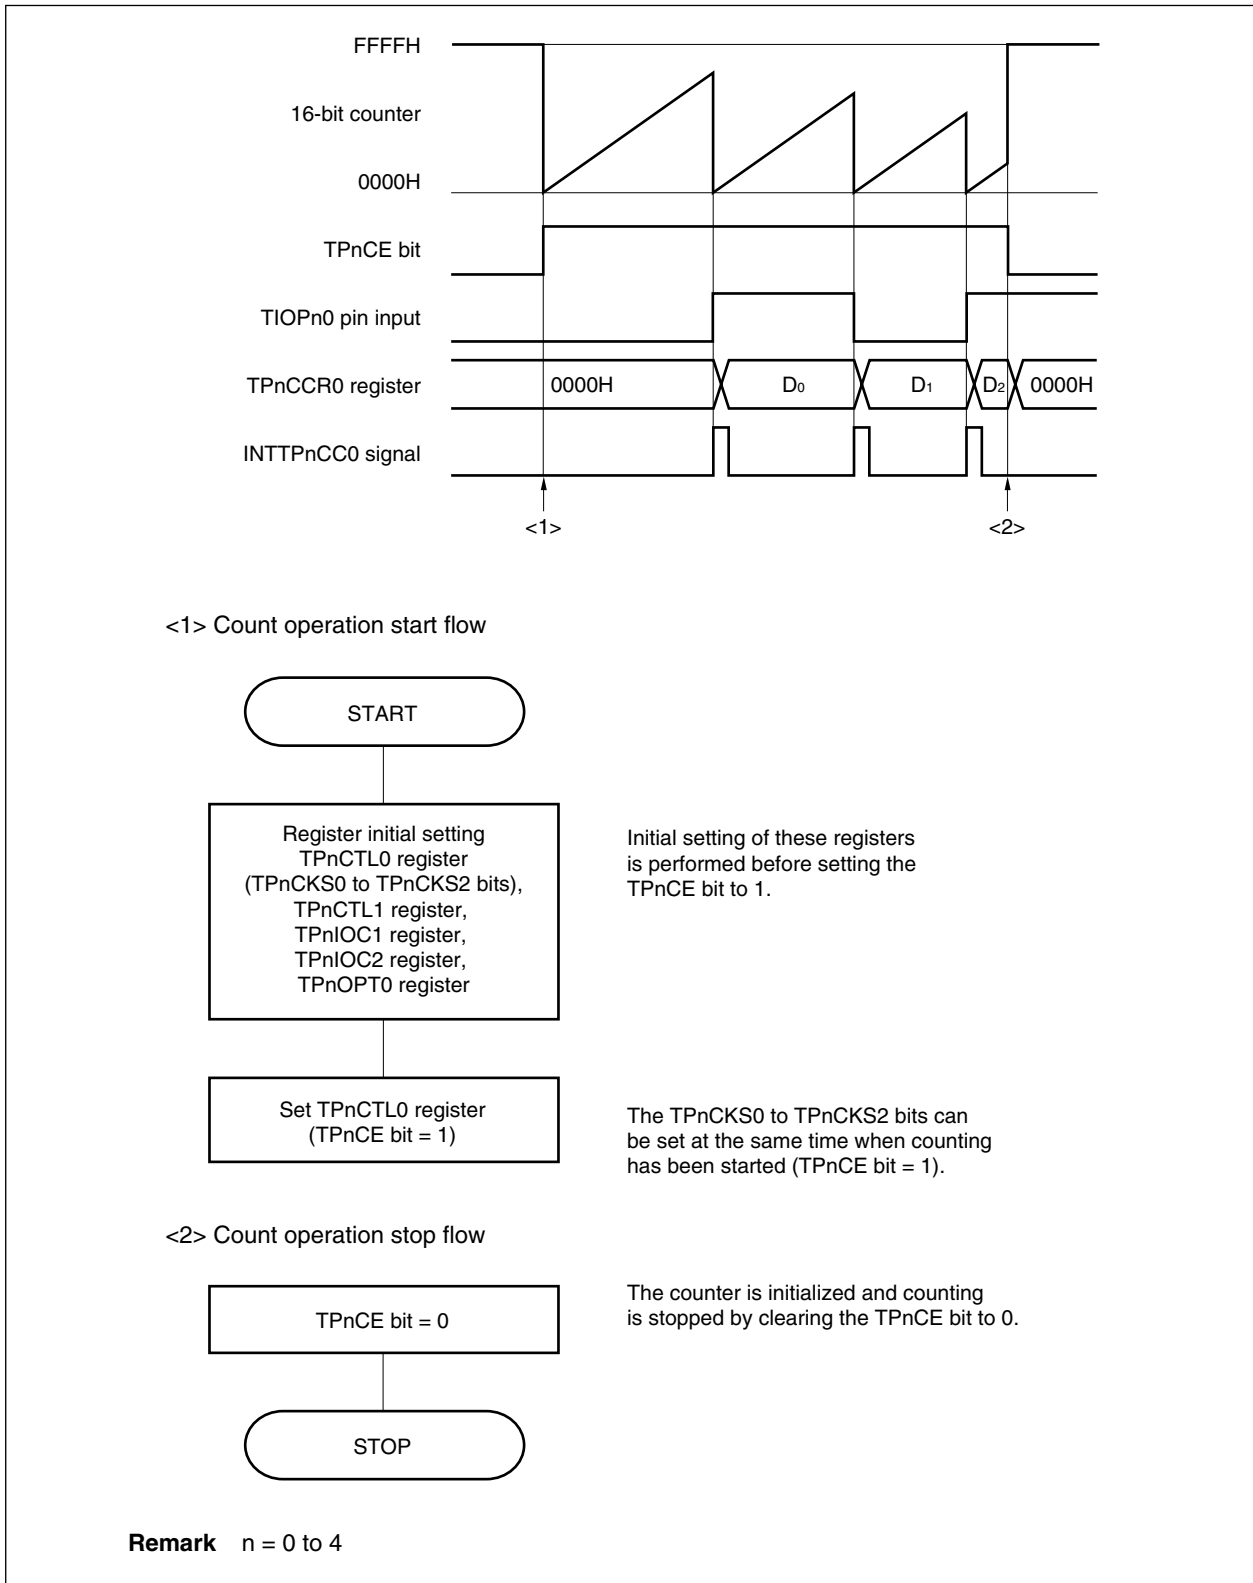 FFFFH
16-bit counter
0000H
TPnCE bit
TIOPn0 pin input
TPnCCR0 register
0000H D0 D1 D2 0000H
INTTPnCC0 signal
<1> <2>
<1> Count operation start flow
START
Register initial setting
TPnCTL0 register
(TPnCKS0 to TPnCKS2 bits),
TPnCTL1 register,
TPnIOC1 register,
TPnIOC2 register,
TPnOPT0 register
Initial setting of these registers
is performed before setting the
TPnCE bit to 1.
Set TPnCTL0 register
(TPnCE bit = 1)
The TPnCKS0 to TPnCKS2 bits can
be set at the same time when counting
has been started (TPnCE bit = 1).
<2> Count operation stop flow
TPnCE bit = 0
The counter is initialized and counting
is stopped by clearing the TPnCE bit to 0.
STOP
Remark n = 0 to 4